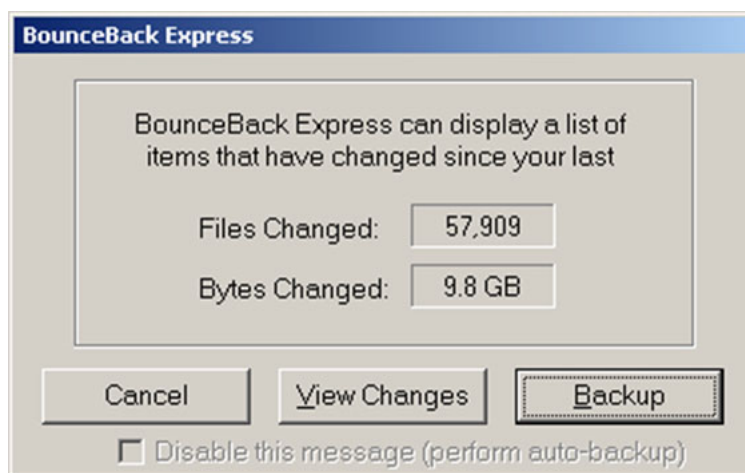 BounceBack Express
BounceBack Express can display a list of
items that have changed since your last
Files Changed: 57,909
Bytes Changed: 9.8 GB
Cancel View Changes Backup
Disable this message (perform auto-backup)